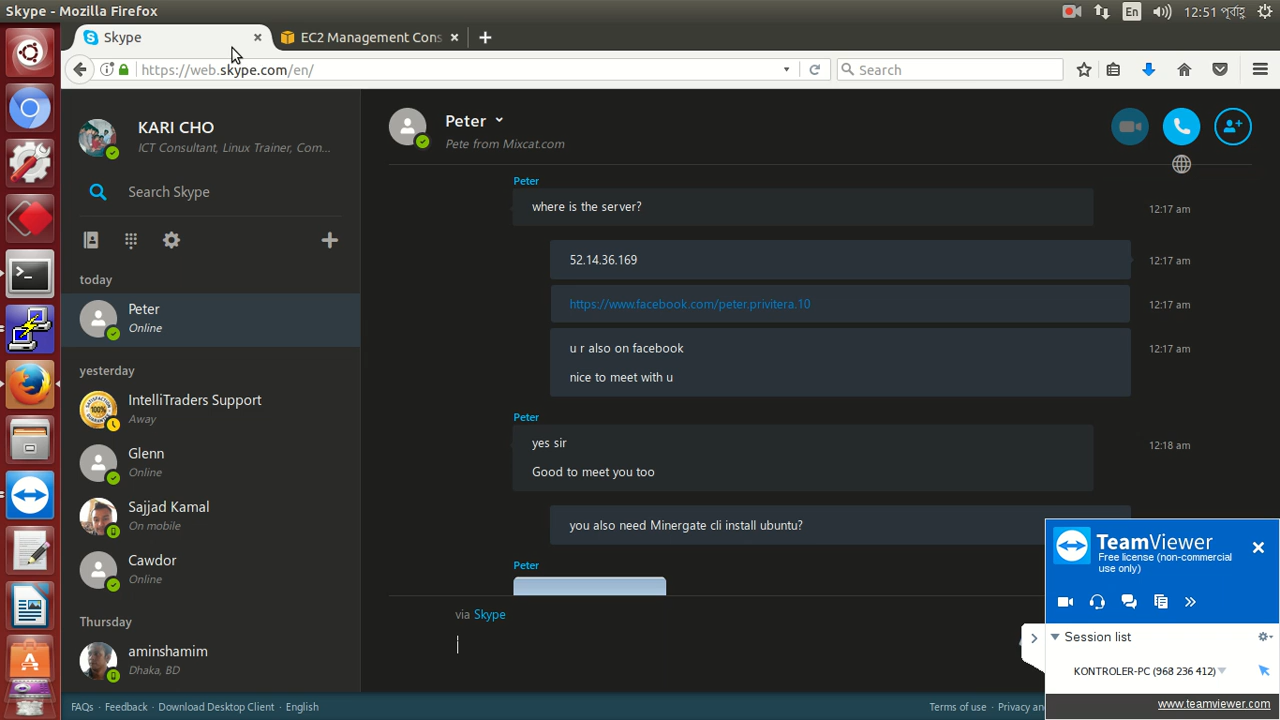 Skype - Mozilla Firefox
En
12:51 পূর্বাহ্ণ
Skype
EC2 Management Cons
https://web.skype.com/en/
Search
KARI CHO
ICT Consultant, Linux Trainer, Com...
Search Skype
today
Peter
Online
yesterday
IntelliTraders Support
Away
Glenn
Online
Sajjad Kamal
On mobile
Cawdor
Online
Thursday
aminshamim
Dhaka, BD
Peter
Pete from Mixcat.com
Peter
where is the server?
12:17 am
52.14.36.169
12:17 am
https://www.facebook.com/peter.privitera.10
12:17 am
u r also on facebook
12:17 am
nice to meet with u
Peter
yes sir
12:18 am
Good to meet you too
you also need Minergate cli install ubuntu?
Peter
via Skype
TeamViewer
Free license (non-commercial
use only)
Session list
KONTROLER-PC (968 236 412)
www.teamviewer.com
FAQs · Feedback · Download Desktop Client · English
Terms of use · Privacy an